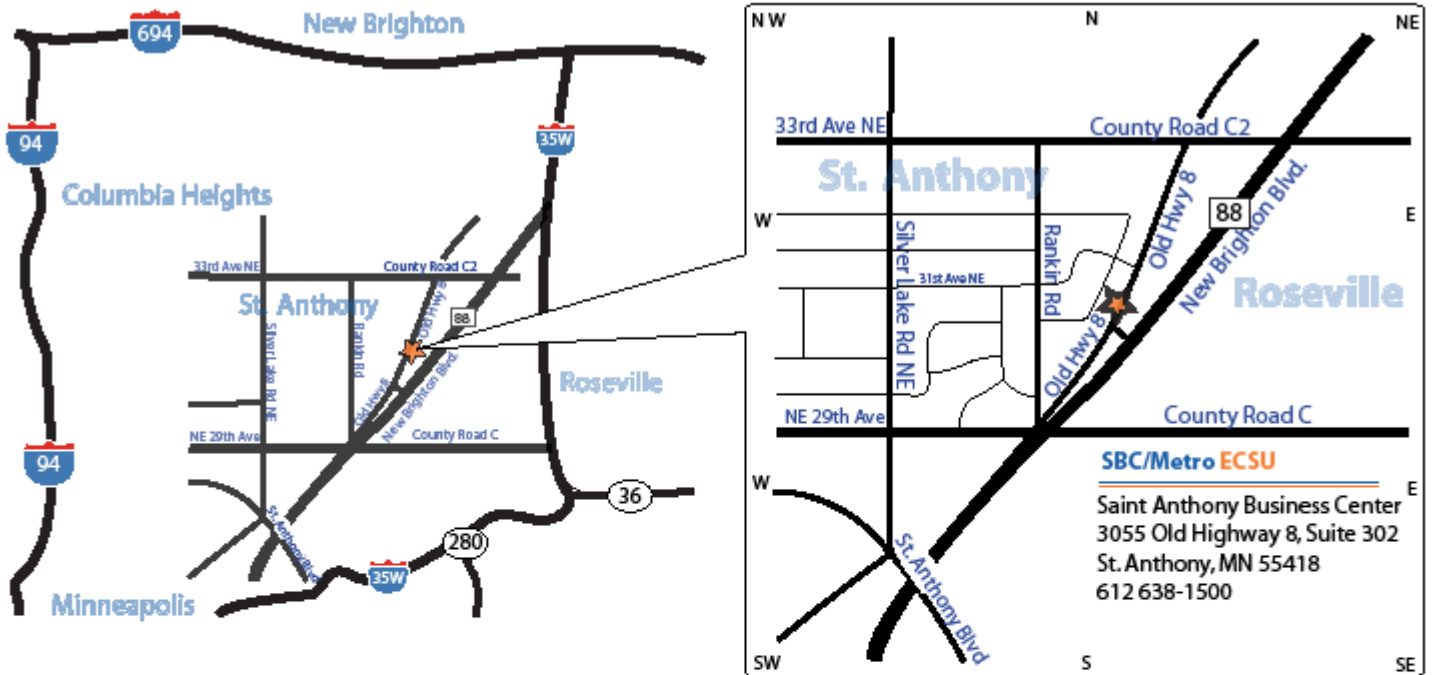 694
New Brighton
94
35W
Columbia Heights
33rd Ave NE
County Road C2
St. Anthony
Old Hwy 8
88
Silver Lake Rd NE
Rankin Rd
Roseville
Old Hwy 8
New Brighton Blvd.
NE 29th Ave
County Road C
94
36
St. Anthony Blvd
280
35W
Minneapolis
N W
N
NE
33rd Ave NE
County Road C2
St. Anthony
Old Hwy 8
88
W
E
Silver Lake Rd NE
Rankin Rd
New Brighton Blvd.
31st Ave NE
Roseville
Old Hwy 8
NE 29th Ave
County Road C
SBC/Metro ECSU
W
E
Saint Anthony Business Center
3055 Old Highway 8, Suite 302
St. Anthony, MN 55418
612 638-1500
St. Anthony Blvd
SW
S
SE